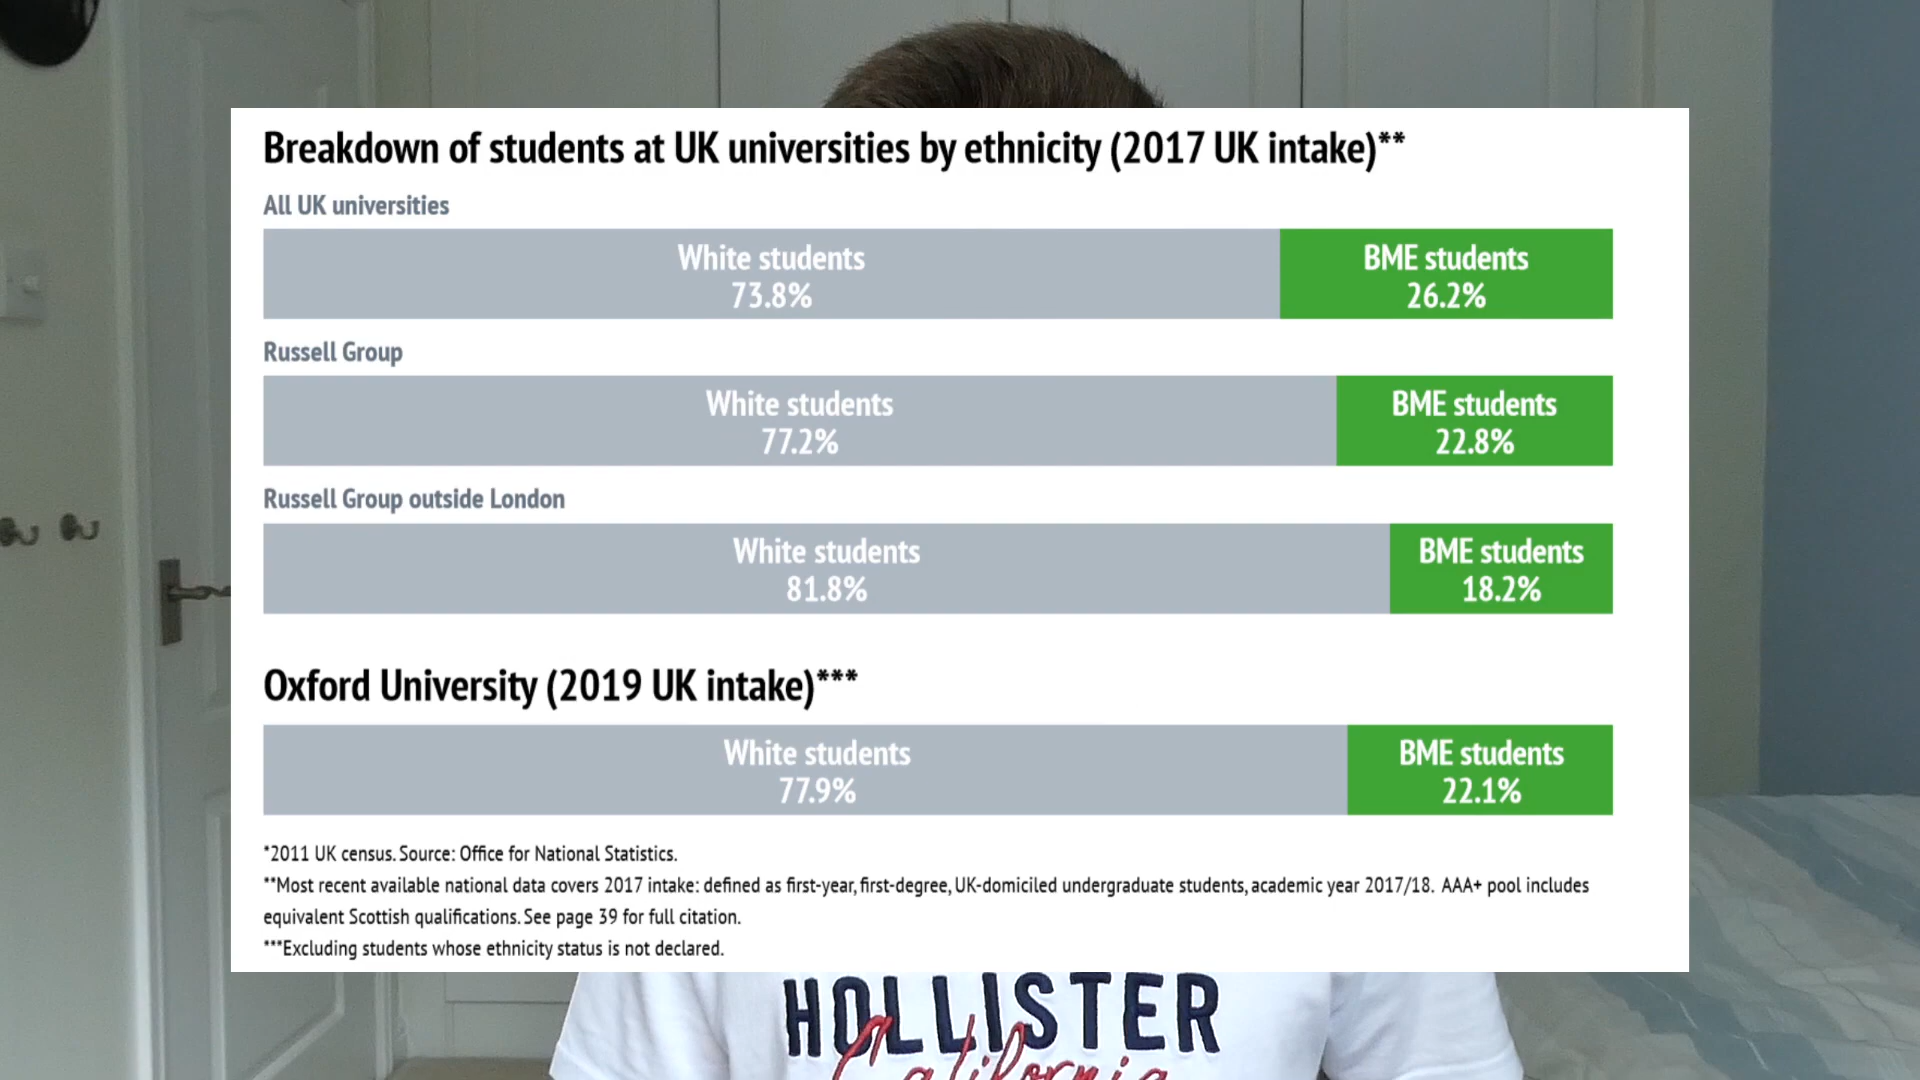 Breakdown of students at UK universities by ethnicity (2017 UK intake)**
All UK universities
White students
73.8%
BME students
26.2%
Russell Group
White students
77.2%
BME students
22.8%
Russell Group outside London
White students
81.8%
BME students
18.2%
Oxford University (2019 UK intake)***
White students
77.9%
BME students
22.1%
*2011 UK census. Source: Office for National Statistics.
**Most recent available national data covers 2017 intake: defined as first-year, first-degree, UK-domiciled undergraduate students, academic year 2017/18. AAA+ pool includes
equivalent Scottish qualifications. See page 39 for full citation.
***Excluding students whose ethnicity status is not declared.
HOLLISTER
California